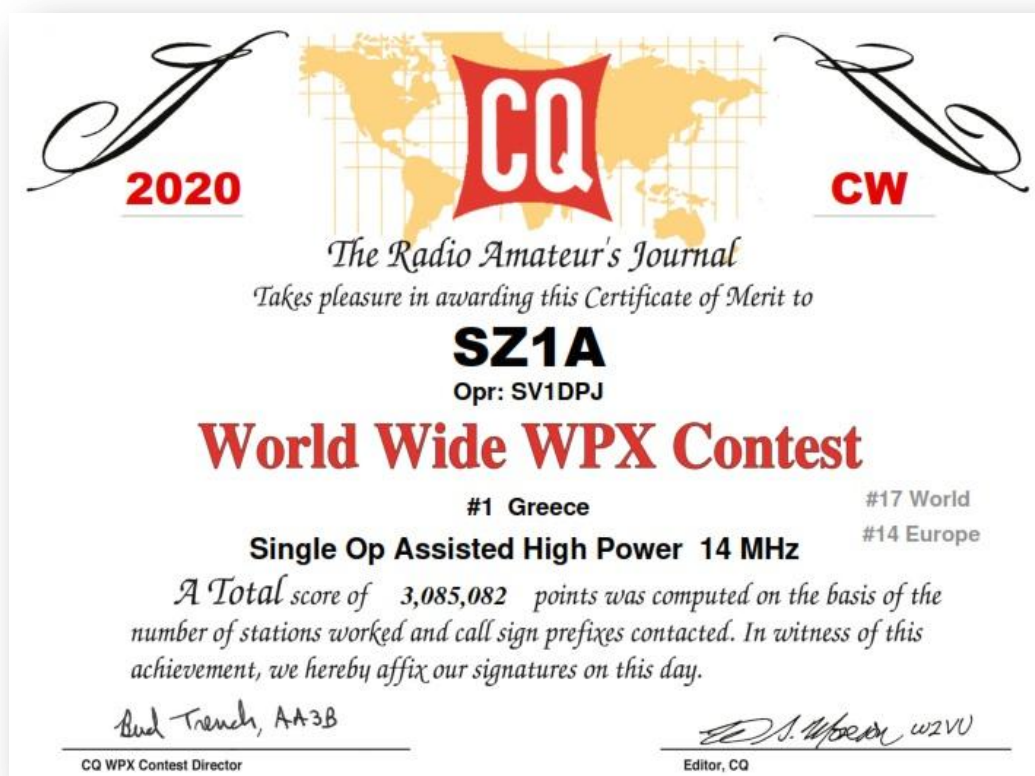 CQ
2020
CW
The Radio Amateur's Journal
Takes pleasure in awarding this Certificate of Merit to
SZ1A
Opr: SV1DPJ
World Wide WPX Contest
#1 Greece
#17 World
#14 Europe
Single Op Assisted High Power 14 MHz
A Total score of 3,085,082 points was computed on the basis of the
number of stations worked and call sign prefixes contacted. In witness of this
achievement, we hereby affix our signatures on this day.
Bud Trench, AA3B
W2VU
CQ WPX Contest Director
Editor, CQ